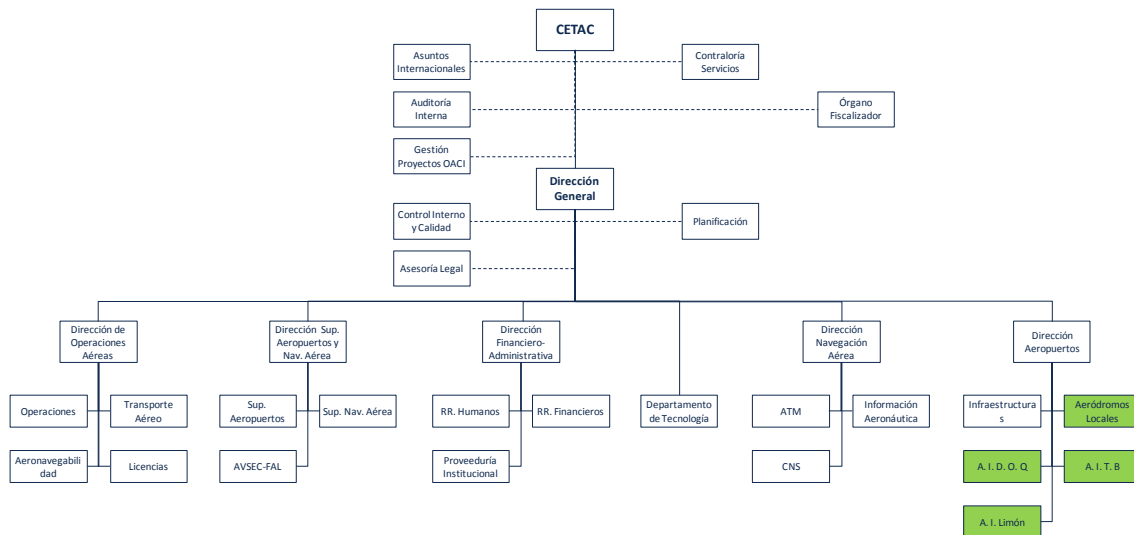 CETAC
Asuntos
Internacionales
Contraloría
Servicios
Auditoría
Interna
Órgano
Fiscalizador
Gestión
Proyectos OACI
Dirección
General
Control Interno
y Calidad
Planificación
Asesoría Legal
Dirección de
Operaciones
Aéreas
Dirección Sup.
Aeropuertos y
Nav. Aérea
Dirección
Financiero-
Administrativa
Dirección
Navegación
Aérea
Dirección
Aeropuertos
Operaciones
Transporte
Aéreo
Sup.
Aeropuertos
Sup. Nav. Aérea
RR. Humanos
RR. Financieros
Departamento
de Tecnología
ATM
Información
Aeronáutica
Infraestructura
s
Aeródromos
Locales
Aeronavegabili
dad
Licencias
AVSEC-FAL
Proveeduría
Institucional
CNS
A. I. D. O. Q
A. I. T. B
A. I. Limón